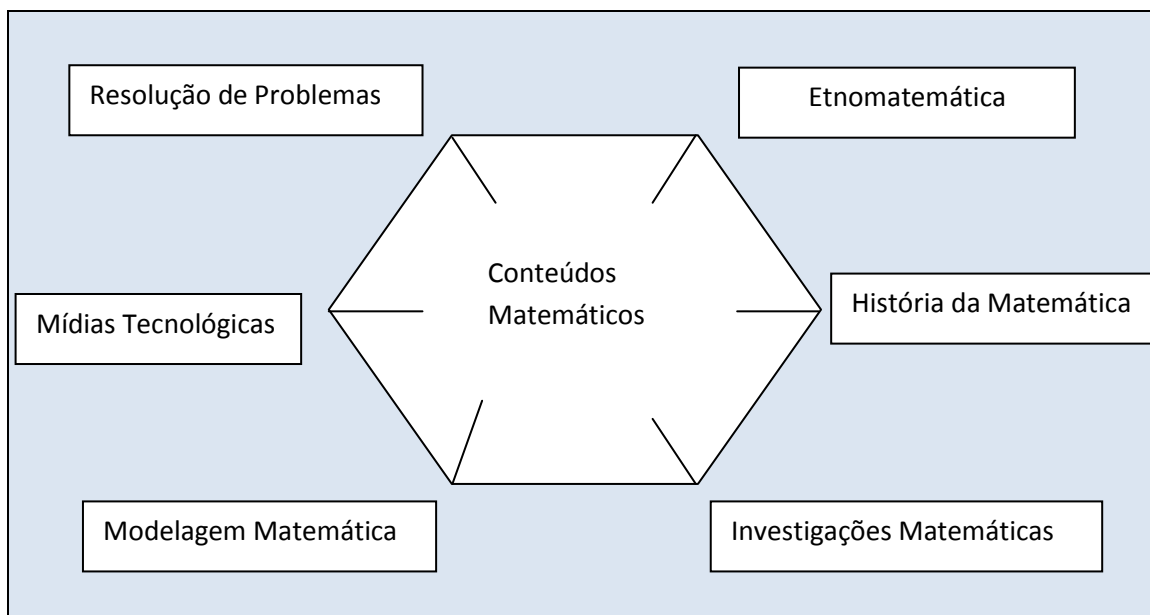 Resolução de Problemas
Etnomatemática
Conteúdos
Matemáticos
Mídias Tecnológicas
História da Matemática
Modelagem Matemática
Investigações Matemáticas